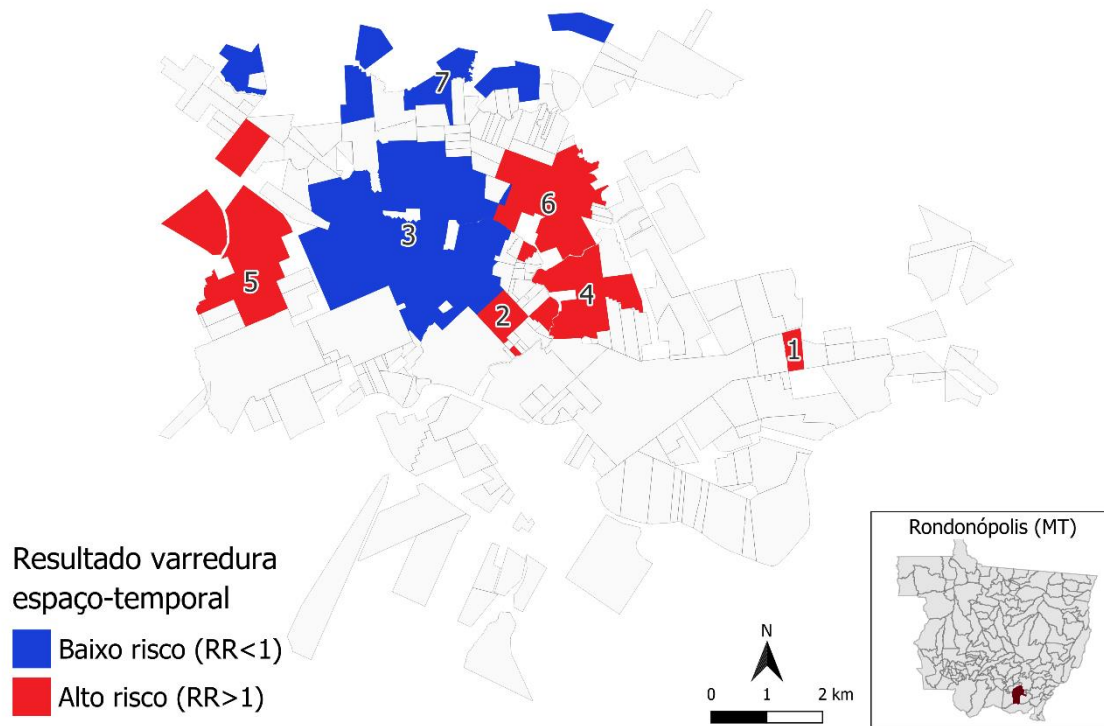 7
6
3
5
4
2
1
Resultado varredura
espaço-temporal
Baixo risco (RR<1)
Alto risco (RR>1)
N
0 1 2 km
Rondonópolis (MT)